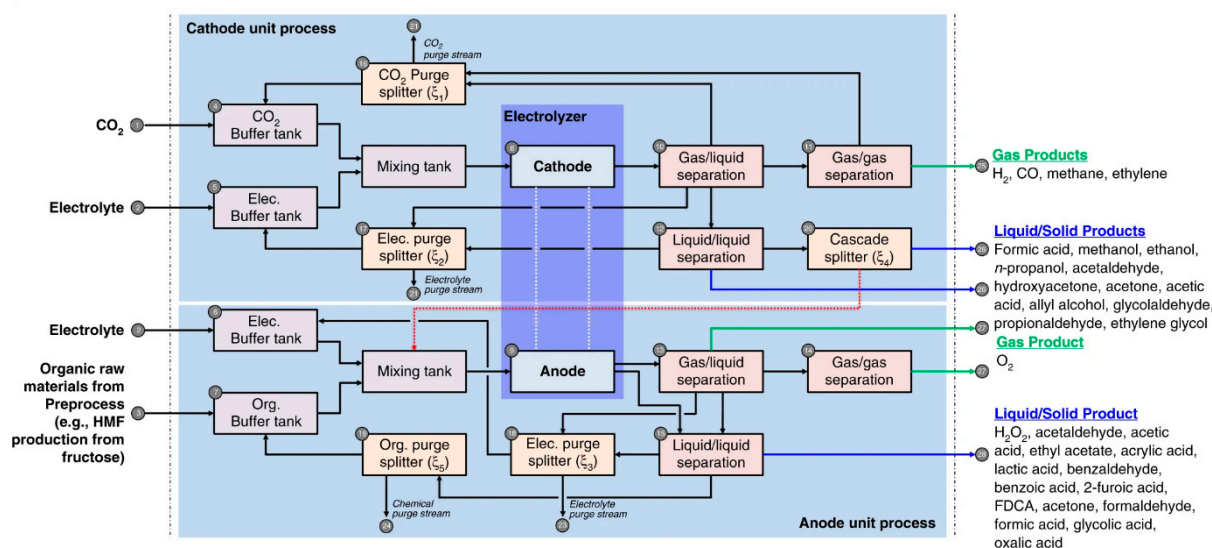 Cathode unit process
21
CO2
purge stream
16
CO2 Purge
splitter (ξ1)
4
CO2
Buffer tank
CO2
1
Electrolyzer
Mixing tank
8
Cathode
10
Gas/liquid
separation
11
Gas/gas
separation
25
Gas Products
H2, CO, methane, ethylene
5
Elec.
Buffer tank
Electrolyte
2
17
Elec. purge
splitter (ξ2)
12
Liquid/liquid
separation
20
Cascade
splitter (ξ4)
26
Liquid/Solid Products
Formic acid, methanol, ethanol,
n-propanol, acetaldehyde,
26
hydroxyacetone, acetone, acetic
acid, allyl alcohol, glycolaldehyde,
27
propionaldehyde, ethylene glycol
21
Electrolyte
purge stream
Electrolyte
2
6
Elec.
Buffer tank
Mixing tank
9
Anode
13
Gas/liquid
separation
14
Gas/gas
separation
27
Gas Product
O2
Organic raw
materials from
Preprocess
(e.g., HMF
production from
fructose)
3
7
Org.
Buffer tank
Org. purge
splitter (ξ5)
18
Elec. purge
splitter (ξ3)
Liquid/liquid
separation
28
Liquid/Solid Product
H2O2, acetaldehyde, acetic
acid, ethyl acetate, acrylic acid,
lactic acid, benzaldehyde,
benzoic acid, 2-furoic acid,
FDCA, acetone, formaldehyde,
formic acid, glycolic acid,
oxalic acid
Chemical
purge stream
24
Electrolyte
purge stream
23
Anode unit process